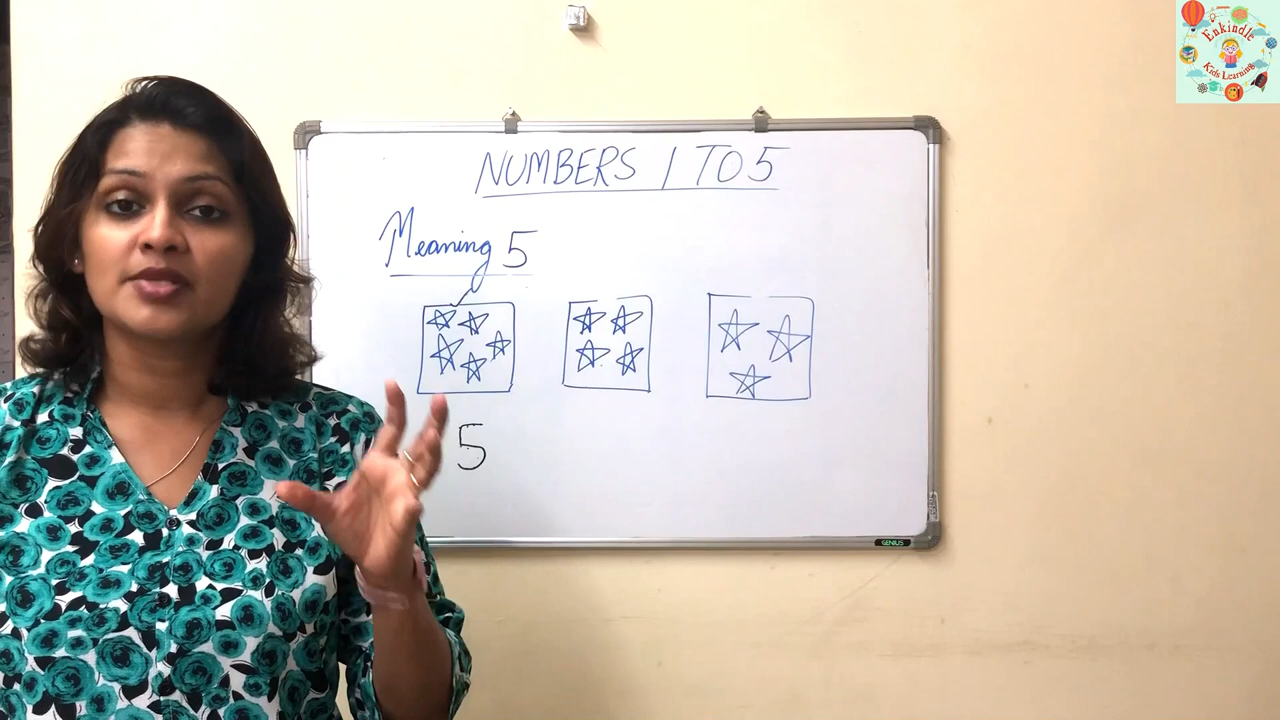 Enkindle
Kids Learning
NUMBERS 1 TO 5
Meaning 5
5
GENIUS